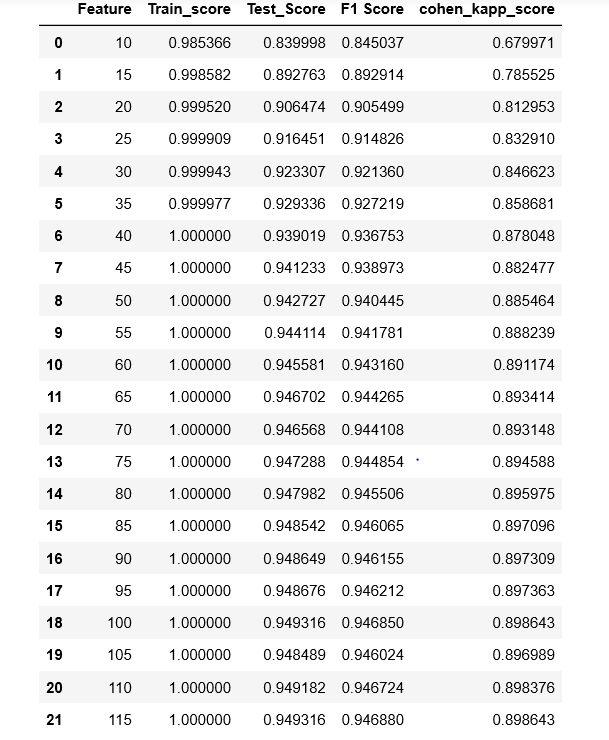 Feature Train_score Test_Score F1 Score cohen_kapp_score
0 10 0.985366 0.839998 0.845037 0.679971
1 15 0.998582 0.892763 0.892914 0.785525
2 20 0.999520 0.906474 0.905499 0.812953
3 25 0.999909 0.916451 0.914826 0.832910
4 30 0.999943 0.923307 0.921360 0.846623
5 35 0.999977 0.929336 0.927219 0.858681
6 40 1.000000 0.939019 0.936753 0.878048
7 45 1.000000 0.941233 0.938973 0.882477
8 50 1.000000 0.942727 0.940445 0.885464
9 55 1.000000 0.944114 0.941781 0.888239
10 60 1.000000 0.945581 0.943160 0.891174
11 65 1.000000 0.946702 0.944265 0.893414
12 70 1.000000 0.946568 0.944108 0.893148
13 75 1.000000 0.947288 0.944854 0.894588
14 80 1.000000 0.947982 0.945506 0.895975
15 85 1.000000 0.948542 0.946065 0.897096
16 90 1.000000 0.948649 0.946155 0.897309
17 95 1.000000 0.948676 0.946212 0.897363
18 100 1.000000 0.949316 0.946850 0.898643
19 105 1.000000 0.948489 0.946024 0.896989
20 110 1.000000 0.949182 0.946724 0.898376
21 115 1.000000 0.949316 0.946880 0.898643